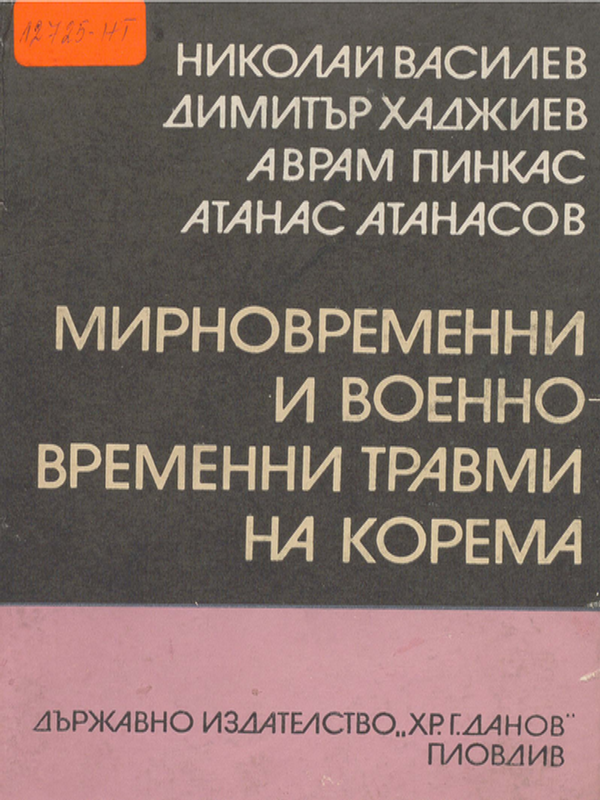 12725-НТ
НИКОЛАЙ ВАСИЛЕВ
ДИМИТЪР ХАДЖИЕВ
АВРАМ ПИНКАС
АТАНАС АТАНАСОВ
МИРНОВРЕМЕННИ
И ВОЕННО-
ВРЕМЕННИ ТРАВМИ
НА КОРЕМА
ДЪРЖАВНО ИЗДАТЕЛСТВО „ХР. Г. ДАНОВ"
ПЛОВДИВ